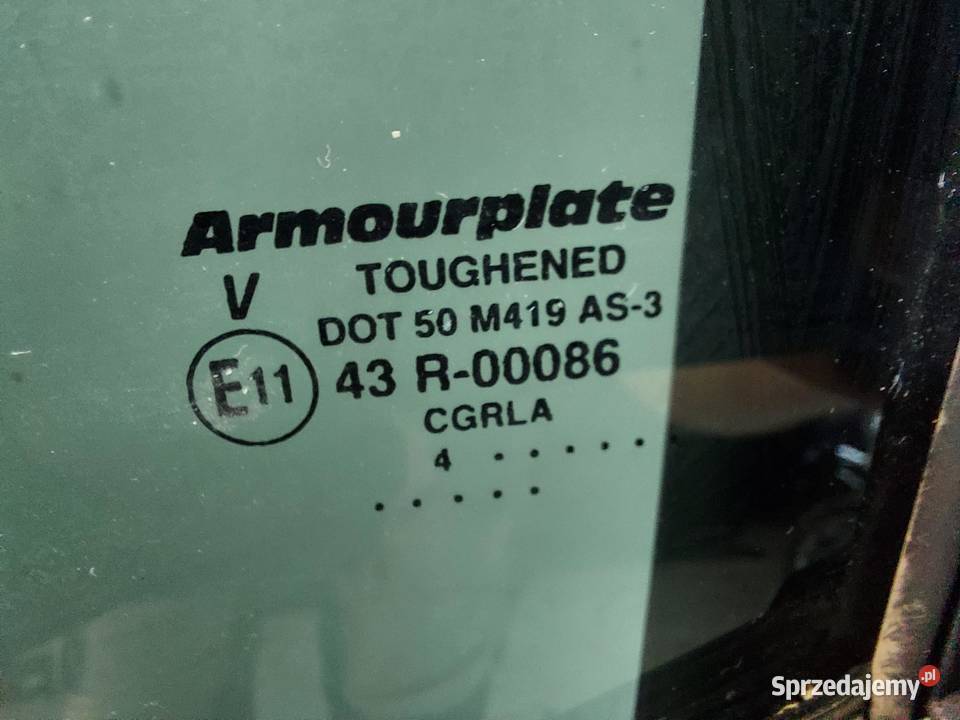 Armourplate
V TOUGHENED
DOT 50 M419 AS-3
E11 43 R-00086
CGRLA
4 . . . . . .
. . . . .
Sprzedajemy.pl